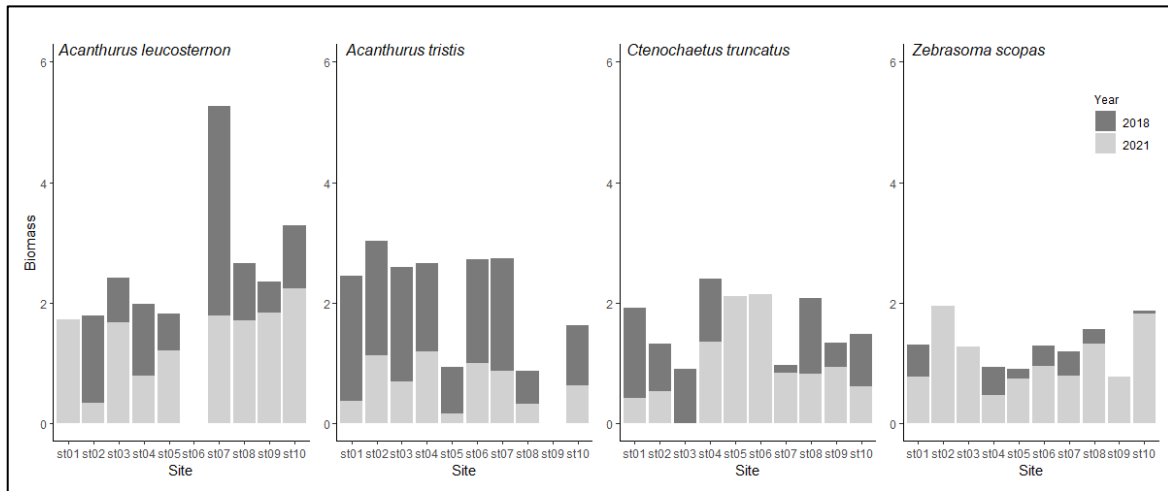 Acanthurus leucosternon
Acanthurus tristis
Ctenochaetus truncatus
Zebrasoma scopas
Biomass
6
4
2
0
6
4
2
0
6
4
2
0
6
4
2
0
Year
2018
2021
st01 st02 st03 st04 st05 st06 st07 st08 st09 st10
st01 st02 st03 st04 st05 st06 st07 st08 st09 st10
st01 st02 st03 st04 st05 st06 st07 st08 st09 st10
st01 st02 st03 st04 st05 st06 st07 st08 st09 st10
Site
Site
Site
Site